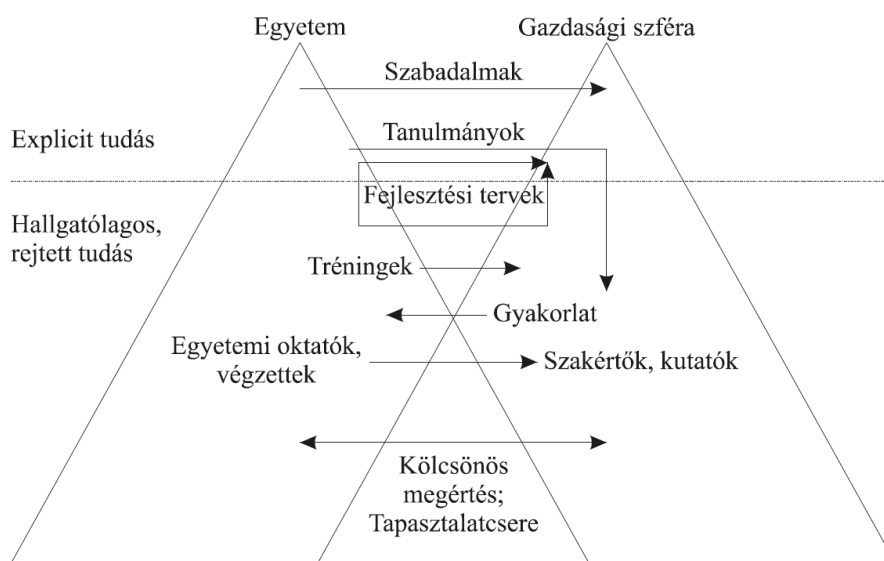 Egyetem
Gazdasági szféra
Szabadalmak
Explicit tudás
Tanulmányok
Fejlesztési tervek
Hallgatólagos,
rejtett tudás
Tréningek
Gyakorlat
Egyetemi oktatók,
végzettek
Szakértők, kutatók
Kölcsönös
megértés;
Tapasztalatcsere